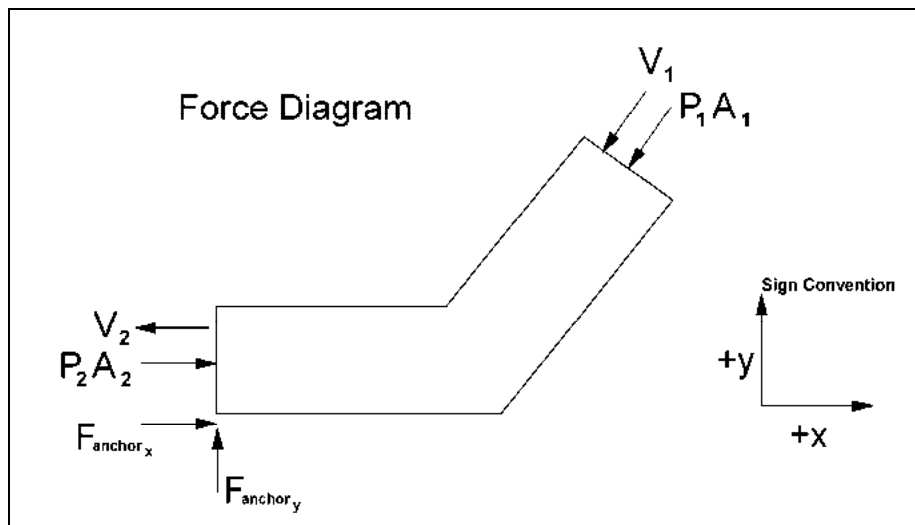 V1
Force Diagram
P1A1
Sign Convention
V2
+y
P2A2
+x
Fanchorx
Fanchory